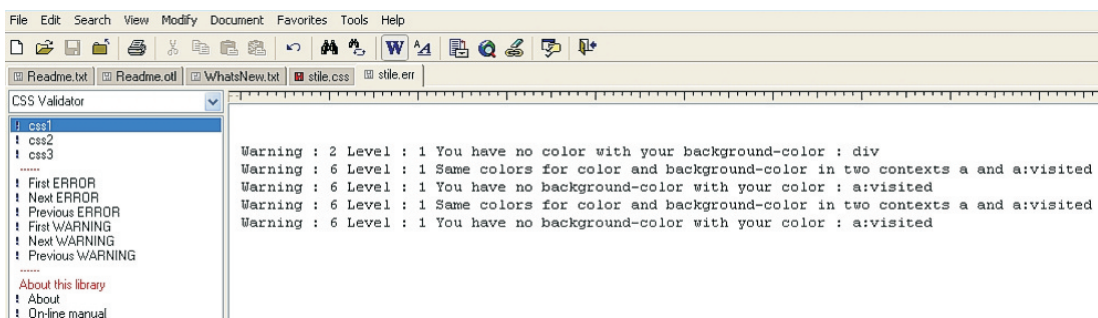 File Edit Search View Modify Document Favorites Tools Help
W A
Readme.txt Readme.otl WhatsNew.txt stile.css stile.err
CSS Validator
css1
css2
css3
......
First ERROR
Next ERROR
Previous ERROR
First WARNING
Next WARNING
Previous WARNING
......
About this library
About
On-line manual
Warning : 2 Level : 1 You have no color with your background-color : div
Warning : 6 Level : 1 Same colors for color and background-color in two contexts a and a:visited
Warning : 6 Level : 1 You have no background-color with your color : a:visited
Warning : 6 Level : 1 Same colors for color and background-color in two contexts a and a:visited
Warning : 6 Level : 1 You have no background-color with your color : a:visited